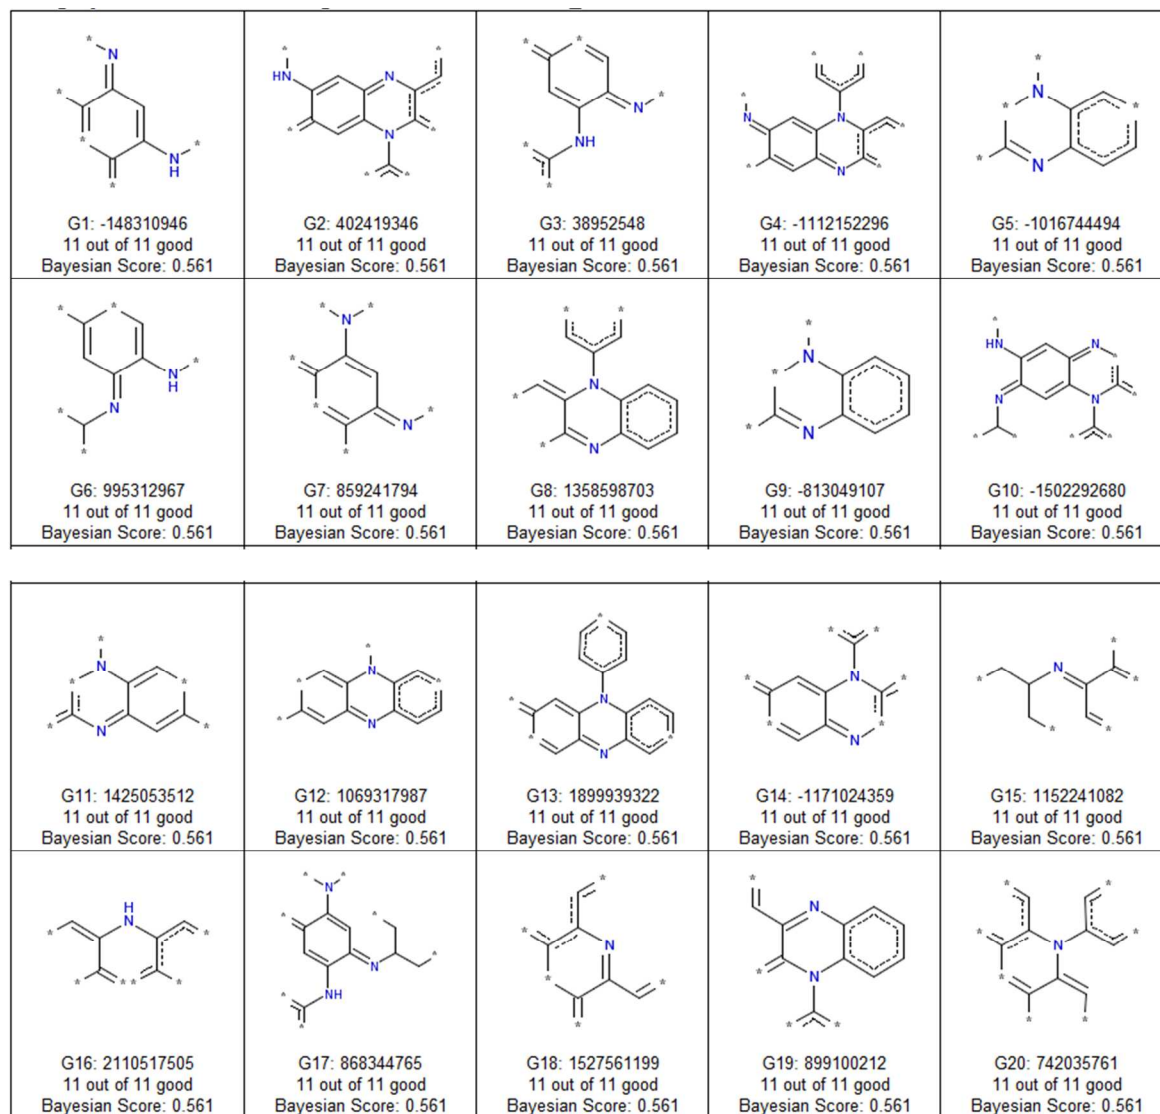 N
N
H
G1: -148310946
11 out of 11 good
Bayesian Score: 0.561
N
HN
N
G2: 402419346
11 out of 11 good
Bayesian Score: 0.561
N
NH
G3: 38952548
11 out of 11 good
Bayesian Score: 0.561
N
N
N
G4: -1112152296
11 out of 11 good
Bayesian Score: 0.561
N
N
G5: -1016744494
11 out of 11 good
Bayesian Score: 0.561
N
H
N
G6: 995312967
11 out of 11 good
Bayesian Score: 0.561
N
N
G7: 859241794
11 out of 11 good
Bayesian Score: 0.561
N
N
G8: 1358598703
11 out of 11 good
Bayesian Score: 0.561
N
N
G9: -813049107
11 out of 11 good
Bayesian Score: 0.561
HN
N
N
N
G10: -1502292680
11 out of 11 good
Bayesian Score: 0.561
N
N
G11: 1425053512
11 out of 11 good
Bayesian Score: 0.561
N
N
G12: 1069317987
11 out of 11 good
Bayesian Score: 0.561
N
N
G13: 1899939322
11 out of 11 good
Bayesian Score: 0.561
N
N
G14: -1171024359
11 out of 11 good
Bayesian Score: 0.561
N
G15: 1152241082
11 out of 11 good
Bayesian Score: 0.561
H
N
G16: 2110517505
11 out of 11 good
Bayesian Score: 0.561
N
N
NH
G17: 868344765
11 out of 11 good
Bayesian Score: 0.561
N
G18: 1527561199
11 out of 11 good
Bayesian Score: 0.561
N
N
G19: 899100212
11 out of 11 good
Bayesian Score: 0.561
N
G20: 742035761
11 out of 11 good
Bayesian Score: 0.561